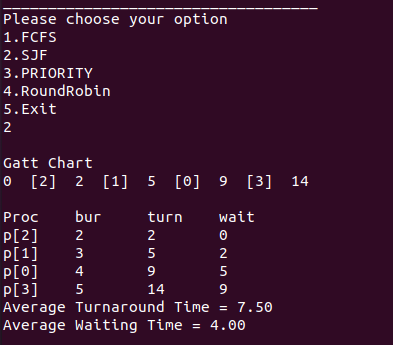 Please choose your option
1.FCFS
2.SJF
3.PRIORITY
4.RoundRobin
5.Exit
2
Gatt Chart
0 [2] 2 [1] 5 [0] 9 [3] 14
Proc bur turn wait
p[2] 2 2 0
p[1] 3 5 2
p[0] 4 9 5
p[3] 5 14 9
Average Turnaround Time = 7.50
Average Waiting Time = 4.00